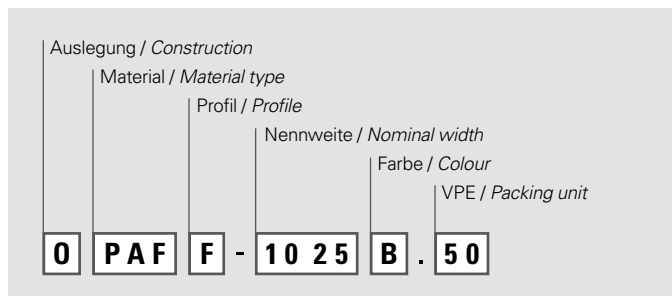 Auslegung / Construction
Material / Material type
Profil / Profile
Nennweite / Nominal width
Farbe / Colour
VPE / Packing unit
0 PAF F - 10 25 B . 50